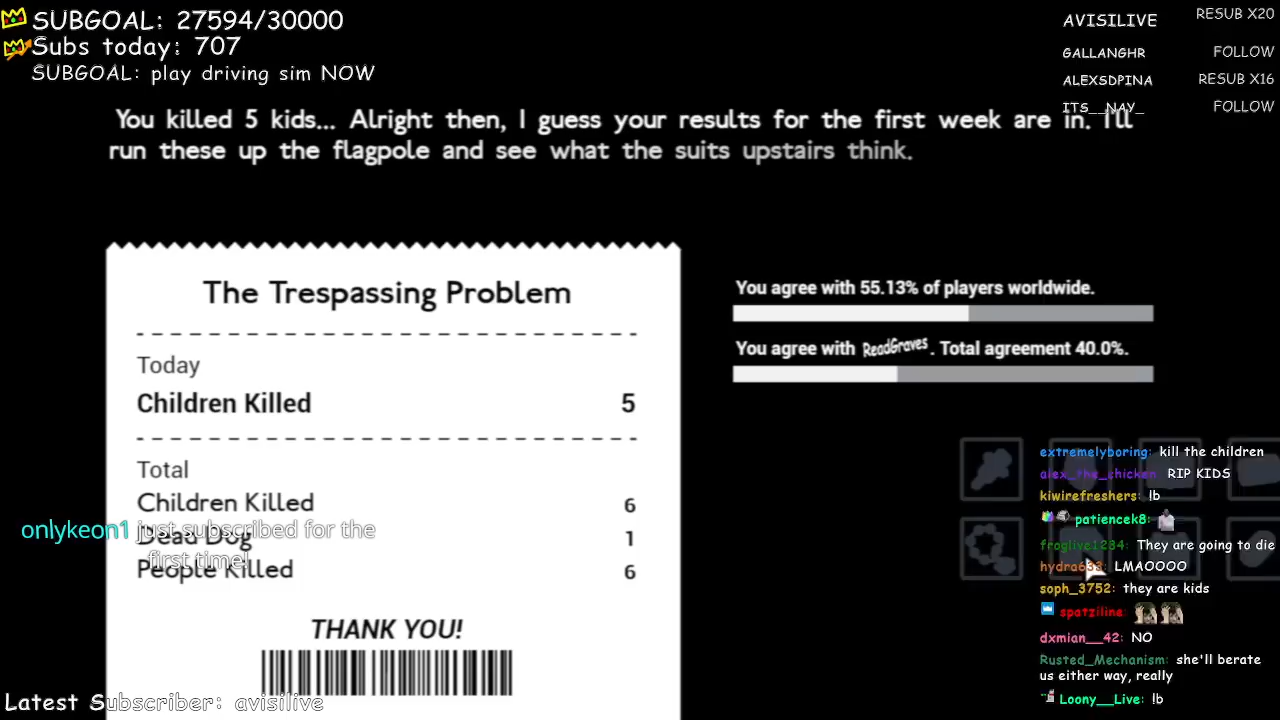 SUBGOAL: 27594/30000
Subs today: 707
SUBGOAL: play driving sim NOW
AVISILIVE RESUB X20
GALLANGHR FOLLOW
ALEXSDPINA RESUB X16
ITS__NAY_ FOLLOW
You killed 5 kids... Alright then, I guess your results for the first week are in. I'll
run these up the flagpole and see what the suits upstairs think.
The Trespassing Problem
Today
Children Killed 5
Total
Children Killed 6
Dead Dog 1
People Killed 6
THANK YOU!
onlykeon1 just subscribed for the
first time!
Latest Subscriber: avisilive
You agree with 55.13% of players worldwide.
You agree with ReadGraves. Total agreement 40.0%.
extremelyboring: kill the children
alex_the_chicken: RIP KIDS
kiwirefreshers: !b
patiencek8:
froglive1234: They are going to die
hydra633: LMAOOOO
soph_3752: they are kids
spatziline:
dxmian__42: NO
Rusted_Mechanism: she'll berate
us either way, really
Loony__Live: !b